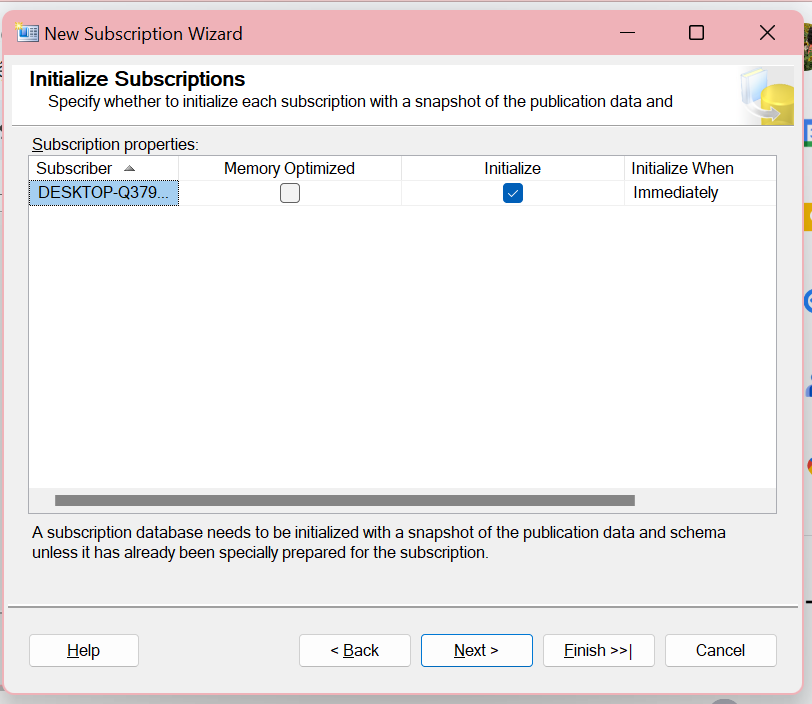 New Subscription Wizard
Initialize Subscriptions
Specify whether to initialize each subscription with a snapshot of the publication data and
Subscription properties:
Subscriber Memory Optimized Initialize Initialize When
DESKTOP-Q379... Immediately
A subscription database needs to be initialized with a snapshot of the publication data and schema
unless it has already been specially prepared for the subscription.
Help < Back Next > Finish >>| Cancel